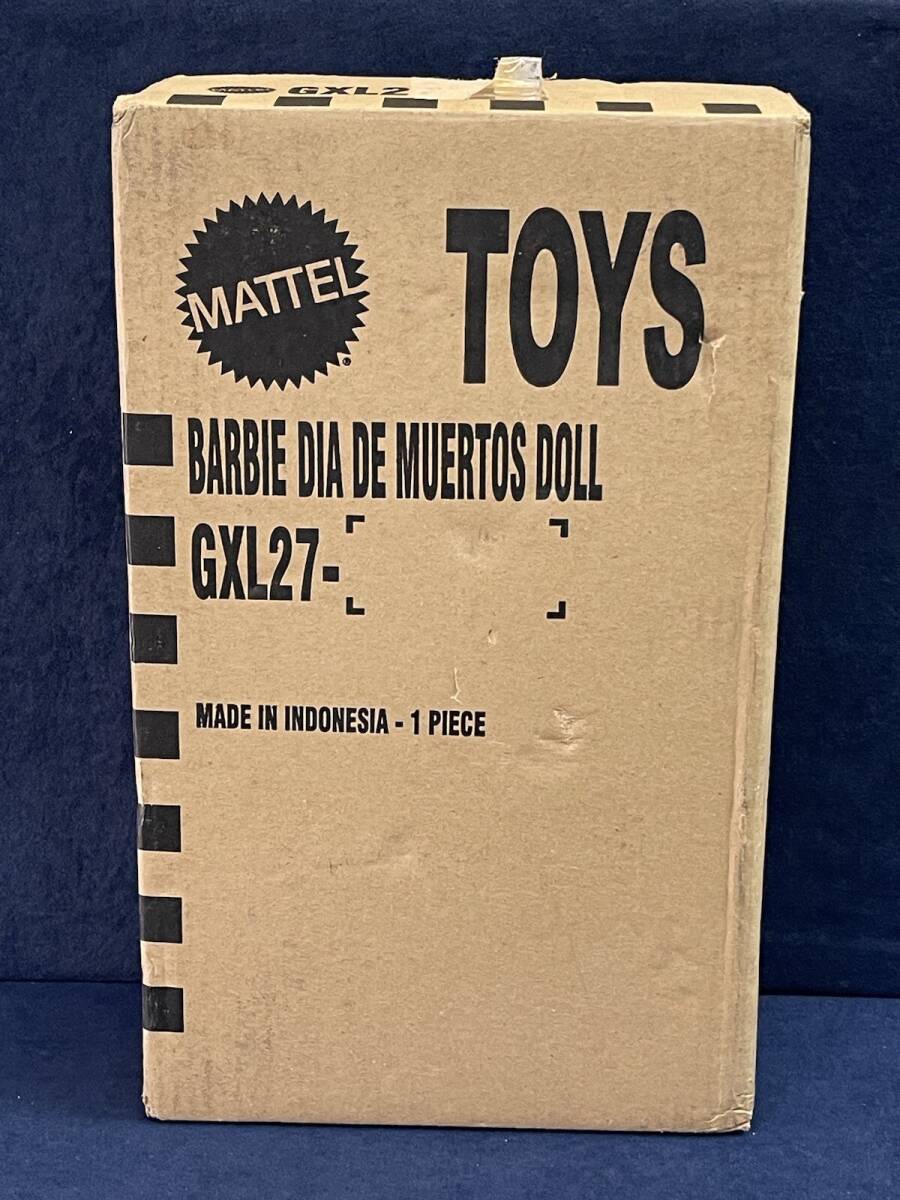 GXL2
MATTEL
®
TOYS
BARBIE DIA DE MUERTOS DOLL
GXL27-
MADE IN INDONESIA - 1 PIECE